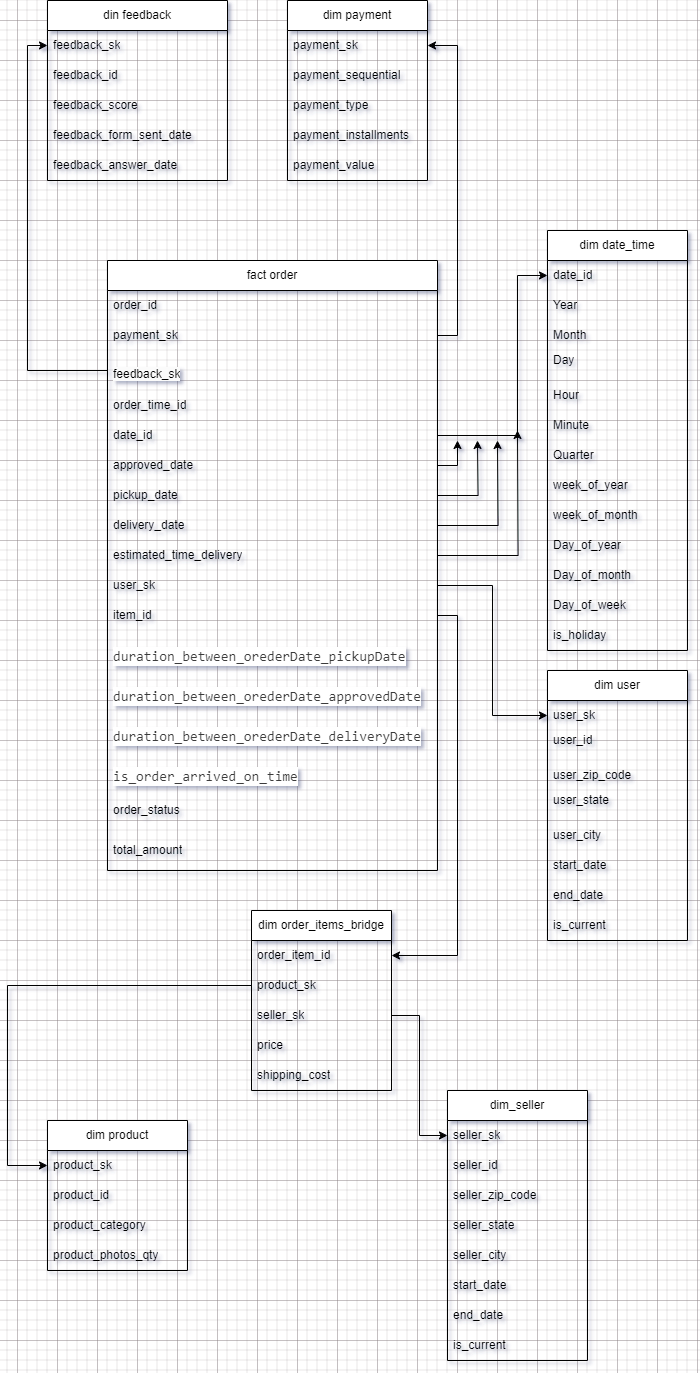 din feedback
feedback_sk
feedback_id
feedback_score
feedback_form_sent_date
feedback_answer_date
dim payment
payment_sk
payment_sequential
payment_type
payment_installments
payment_value
dim date_time
date_id
Year
Month
Day
Hour
Minute
Quarter
week_of_year
week_of_month
Day_of_year
Day_of_month
Day_of_week
is_holiday
fact order
order_id
payment_sk
feedback_sk
order_time_id
date_id
approved_date
pickup_date
delivery_date
estimated_time_delivery
user_sk
item_id
duration_between_orederDate_pickupDate
duration_between_orederDate_approvedDate
duration_between_orederDate_deliveryDate
is_order_arrived_on_time
order_status
total_amount
dim user
user_sk
user_id
user_zip_code
user_state
user_city
start_date
end_date
is_current
dim order_items_bridge
order_item_id
product_sk
seller_sk
price
shipping_cost
dim product
product_sk
product_id
product_category
product_photos_qty
dim_seller
seller_sk
seller_id
seller_zip_code
seller_state
seller_city
start_date
end_date
is_current